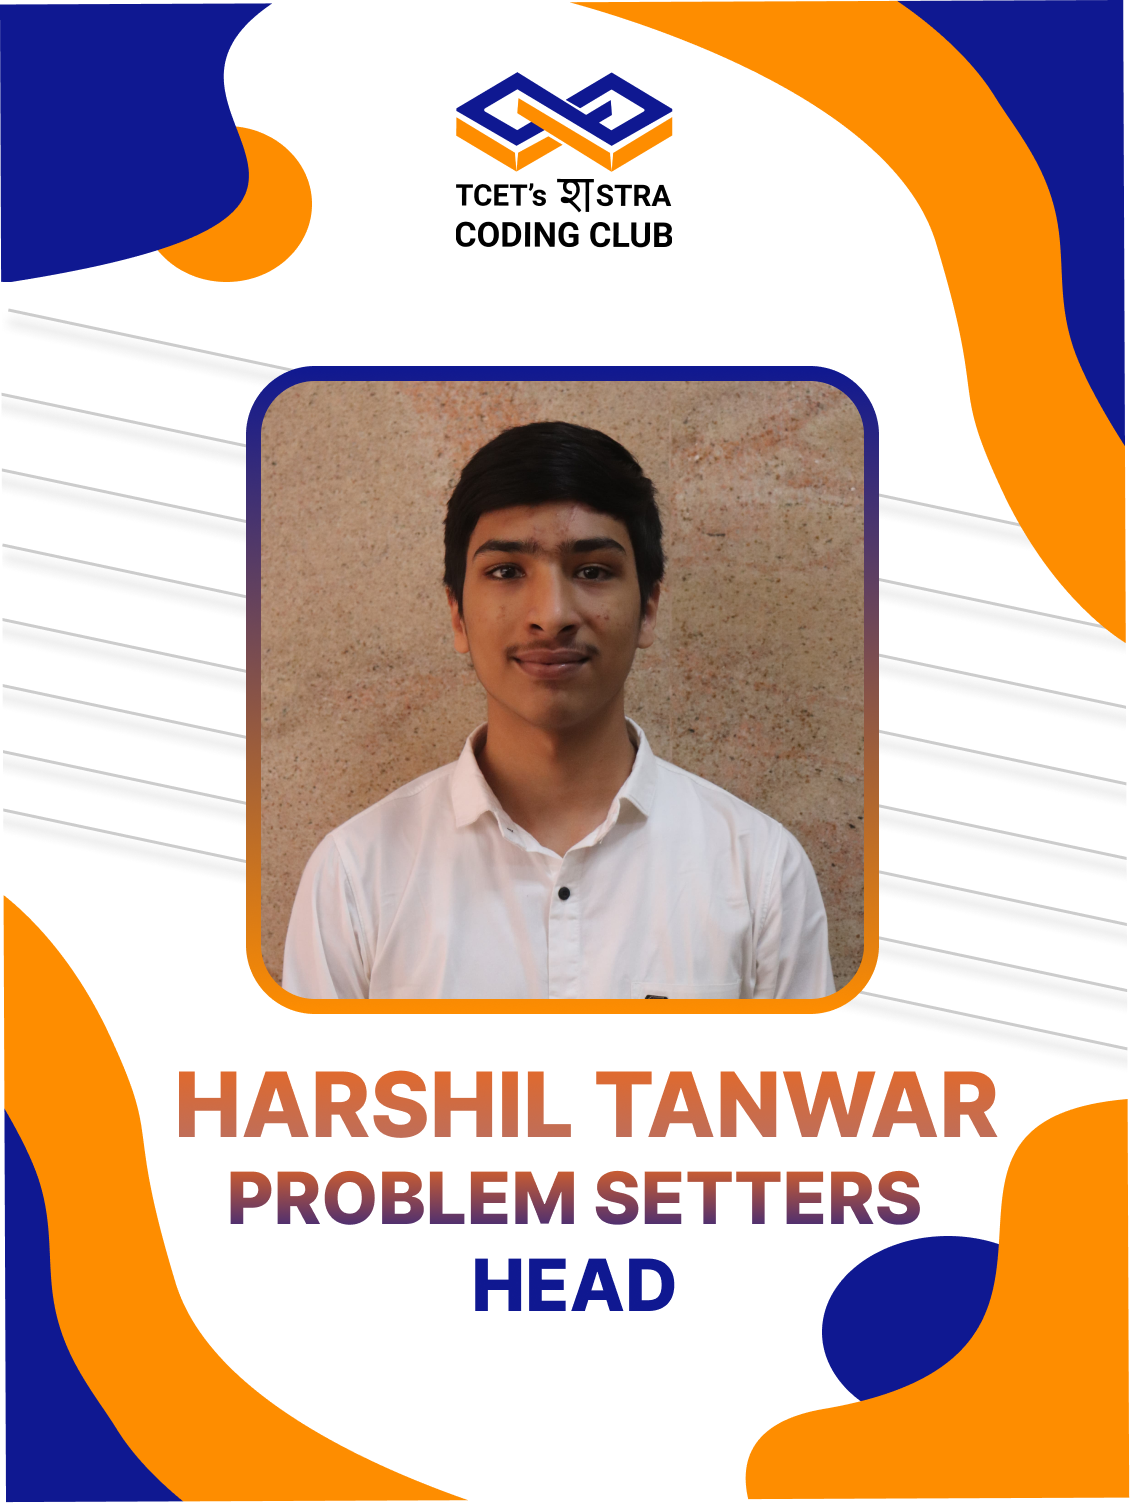 TCET's शाSTRA
CODING CLUB
HARSHIL TANWAR
PROBLEM SETTERS
HEAD